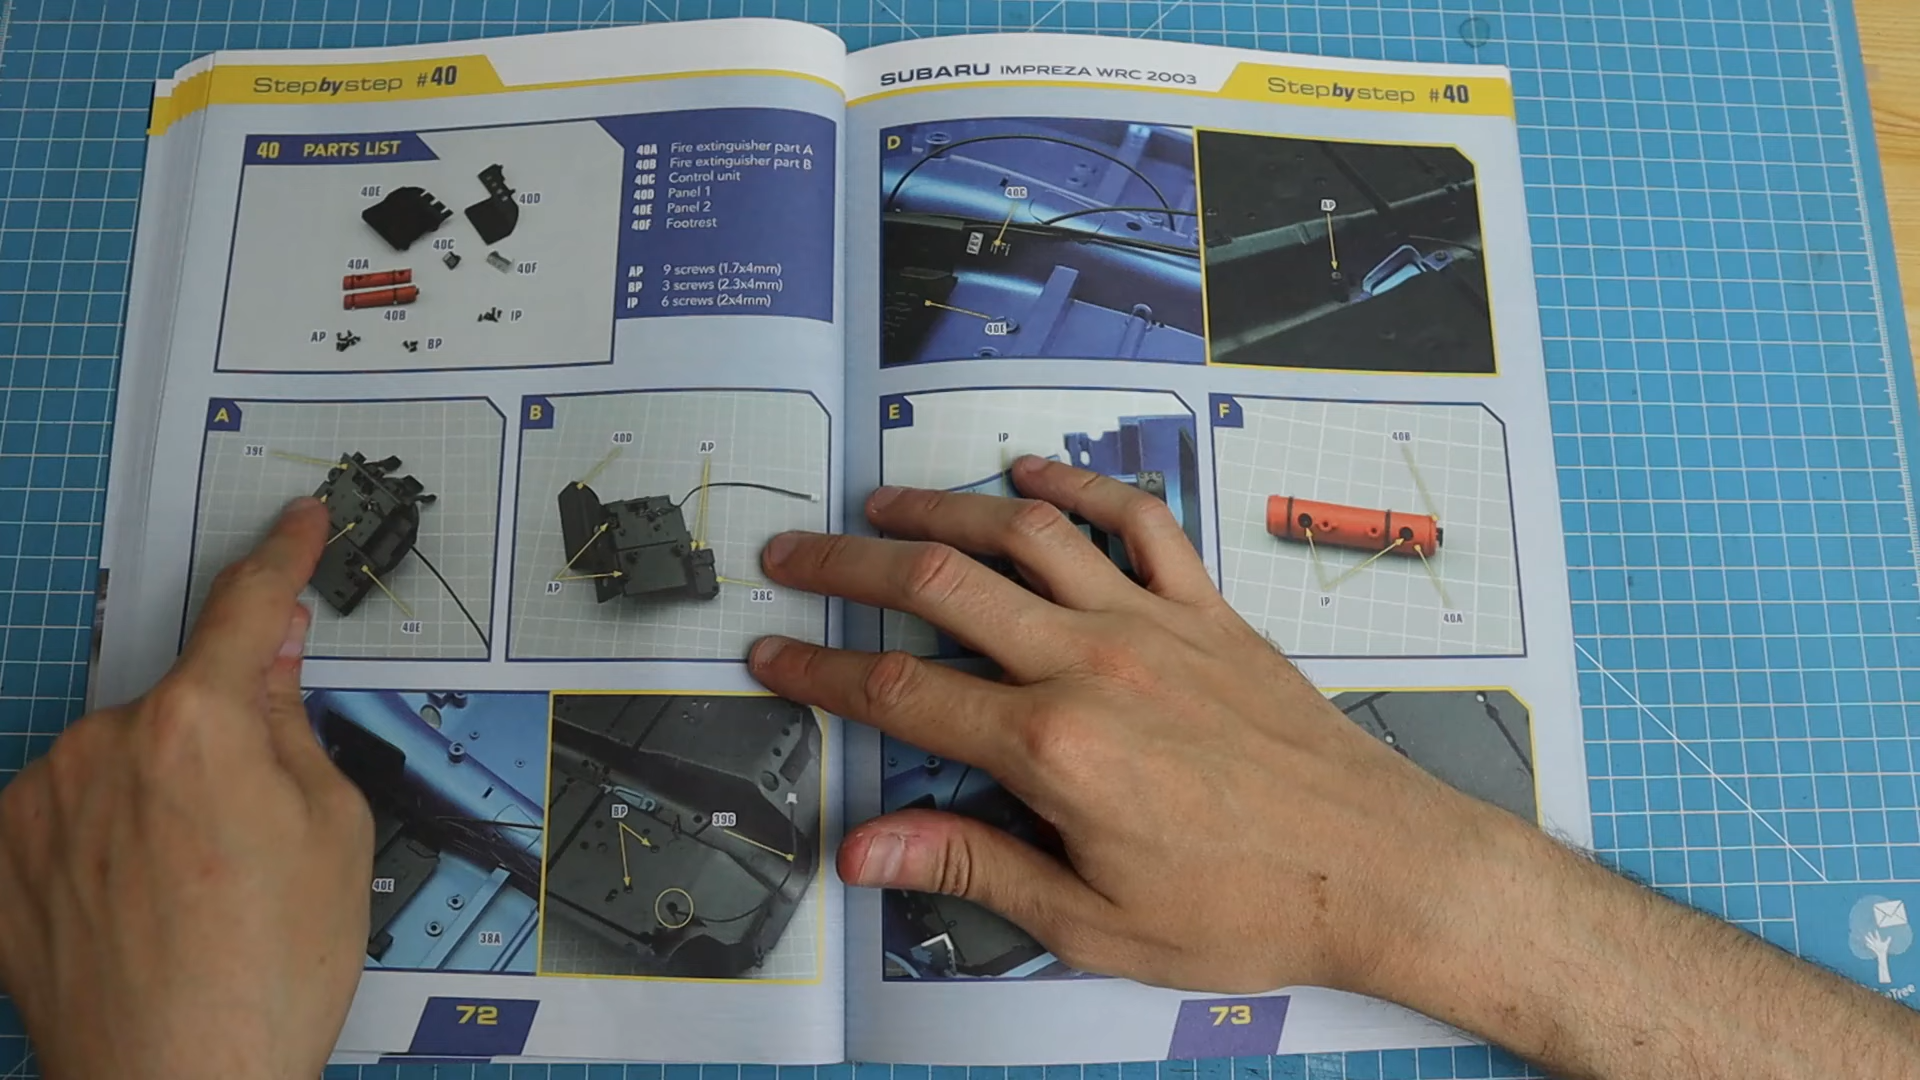 Stepbystep #40
40 PARTS LIST
40E
40D
40C
40A
40F
40B
IP
AP
BP
40A Fire extinguisher part A
40B Fire extinguisher part B
40C Control unit
40D Panel 1
40E Panel 2
40F Footrest
AP 9 screws (1.7x4mm)
BP 3 screws (2.3x4mm)
IP 6 screws (2x4mm)
A
39E
40E
B
40D
AP
AP
38C
40E
38A
BP
39G
72
SUBARU IMPREZA WRC 2003
Stepbystep #40
D
40C
FEV
40E
AP
E
IP
F
40B
IP
40A
73